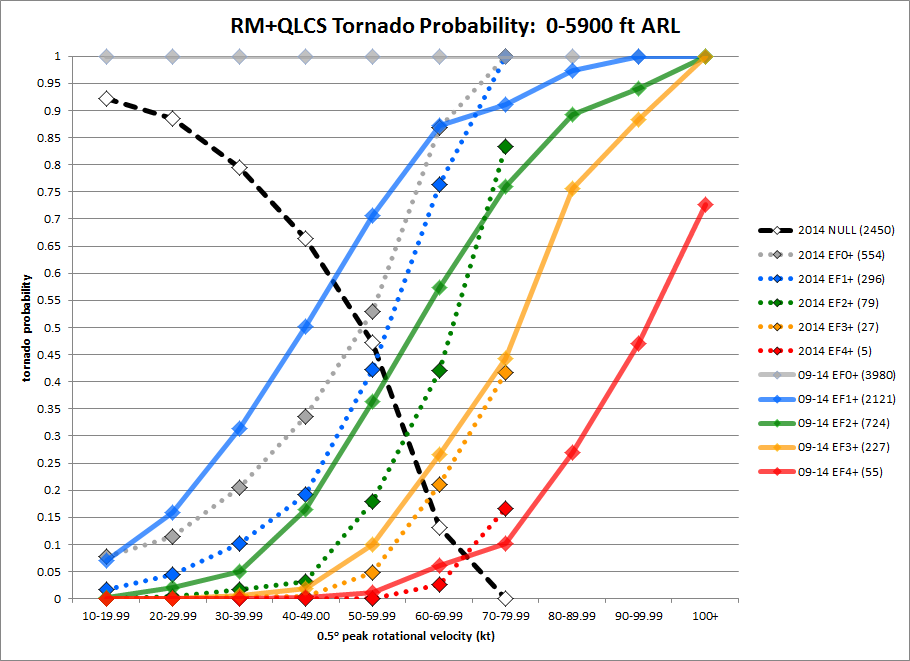 RM+QLCS Tornado Probability:  0-5900 ft ARL
tornado probability
1
0.95
0.9
0.85
0.8
0.75
0.7
0.65
0.6
0.55
0.5
0.45
0.4
0.35
0.3
0.25
0.2
0.15
0.1
0.05
0
10-19.99 20-29.99 30-39.99 40-49.00 50-59.99 60-69.99 70-79.99 80-89.99 90-99.99 100+
0.5° peak rotational velocity (kt)
2014 NULL (2450)
2014 EF0+ (554)
2014 EF1+ (296)
2014 EF2+ (79)
2014 EF3+ (27)
2014 EF4+ (5)
09-14 EF0+ (3980)
09-14 EF1+ (2121)
09-14 EF2+ (724)
09-14 EF3+ (227)
09-14 EF4+ (55)